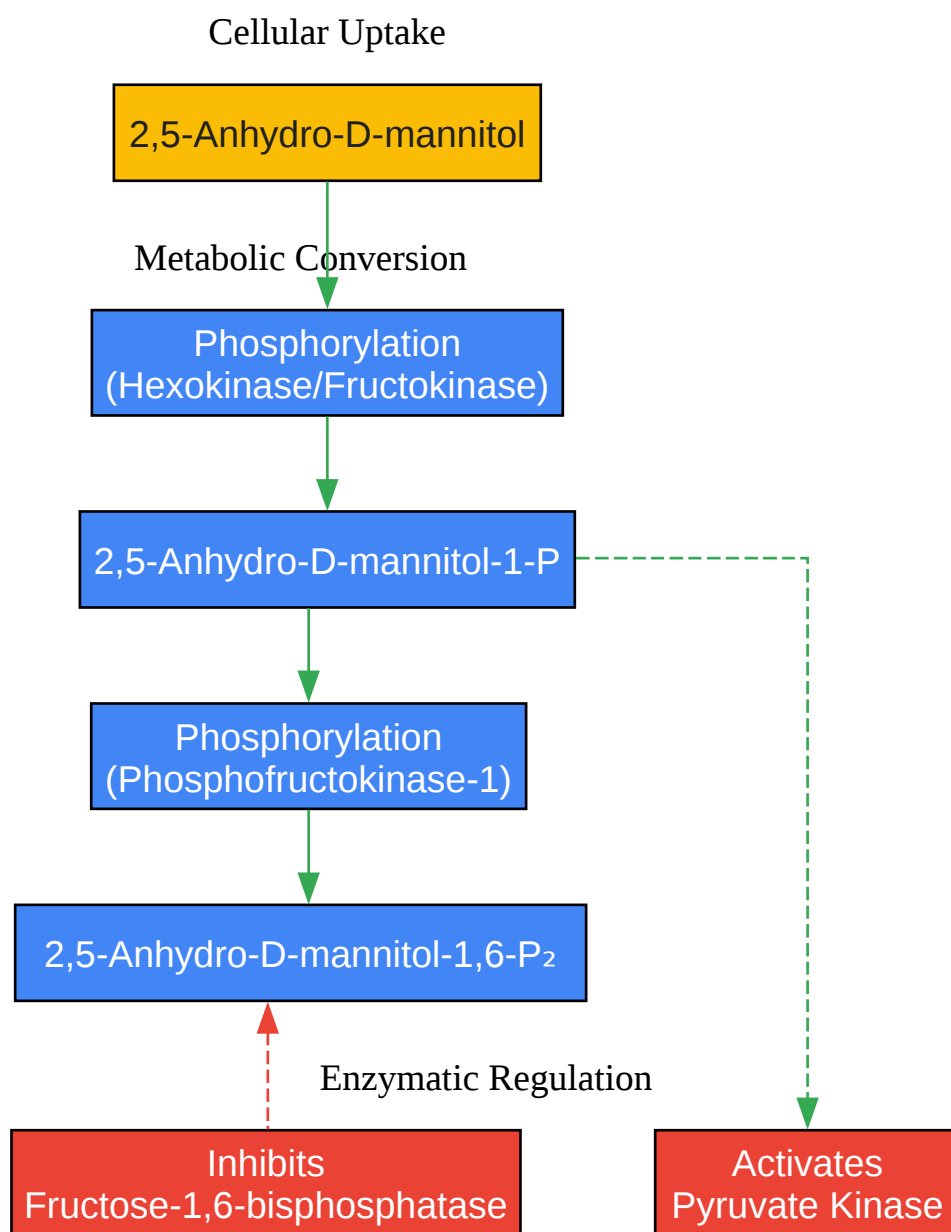 Cellular Uptake
2,5-Anhydro-D-mannitol
Metabolic Conversion
Phosphorylation
(Hexokinase/Fructokinase)
2,5-Anhydro-D-mannitol-1-P
Phosphorylation
(Phosphofructokinase-1)
2,5-Anhydro-D-mannitol-1,6-P₂
Enzymatic Regulation
Inhibits
Fructose-1,6-bisphosphatase
Activates
Pyruvate Kinase